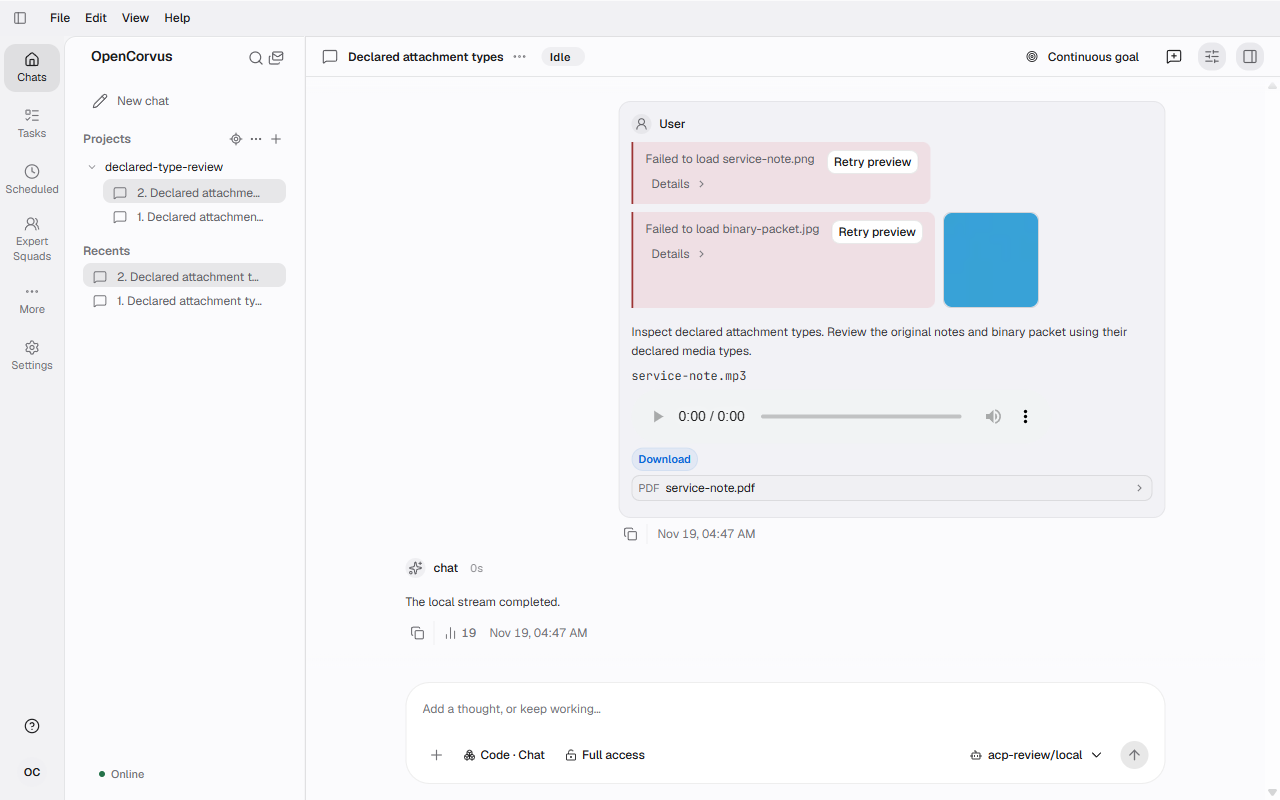 File Edit View Help
Chats
Tasks
Scheduled
Expert
Squads
More
Settings
OC
OpenCorvus
New chat
Projects
declared-type-review
2. Declared attachme...
1. Declared attachmen...
Recents
2. Declared attachment t...
1. Declared attachment ty...
Online
Declared attachment types
Idle
Continuous goal
User
Failed to load service-note.png
Retry preview
Details
Failed to load binary-packet.jpg
Retry preview
Details
Inspect declared attachment types. Review the original notes and binary packet using their
declared media types.
service-note.mp3
0:00 / 0:00
Download
PDF service-note.pdf
Nov 19, 04:47 AM
chat 0s
The local stream completed.
19 Nov 19, 04:47 AM
Add a thought, or keep working...
Code · Chat
Full access
acp-review/local